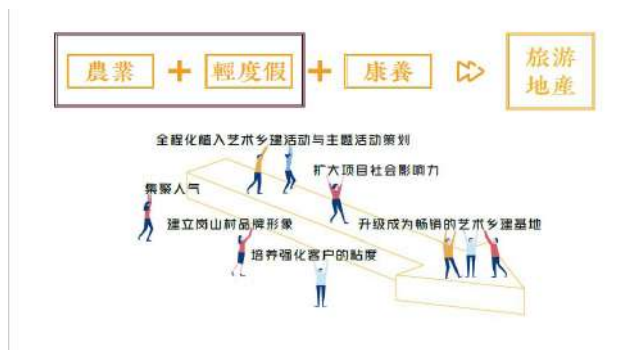 農業 + 輕度假 + 康養
旅游
地産
全程化植入艺术乡建活动与主题活动策划
扩大项目社会影响力
集聚人气
建立岗山村品牌形象
升级成为畅销的艺术乡建基地
培养强化客户的粘度